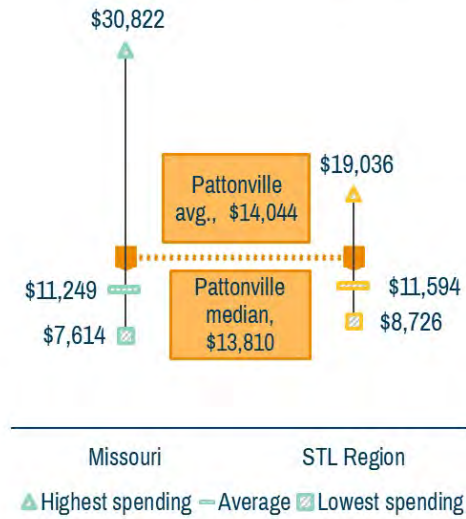 $30,822
$19,036
Pattonville
avg., $14,044
$11,249
$11,594
Pattonville
median,
$13,810
$7,614
$8,726
Missouri
STL Region
Highest spending
Average
Lowest spending